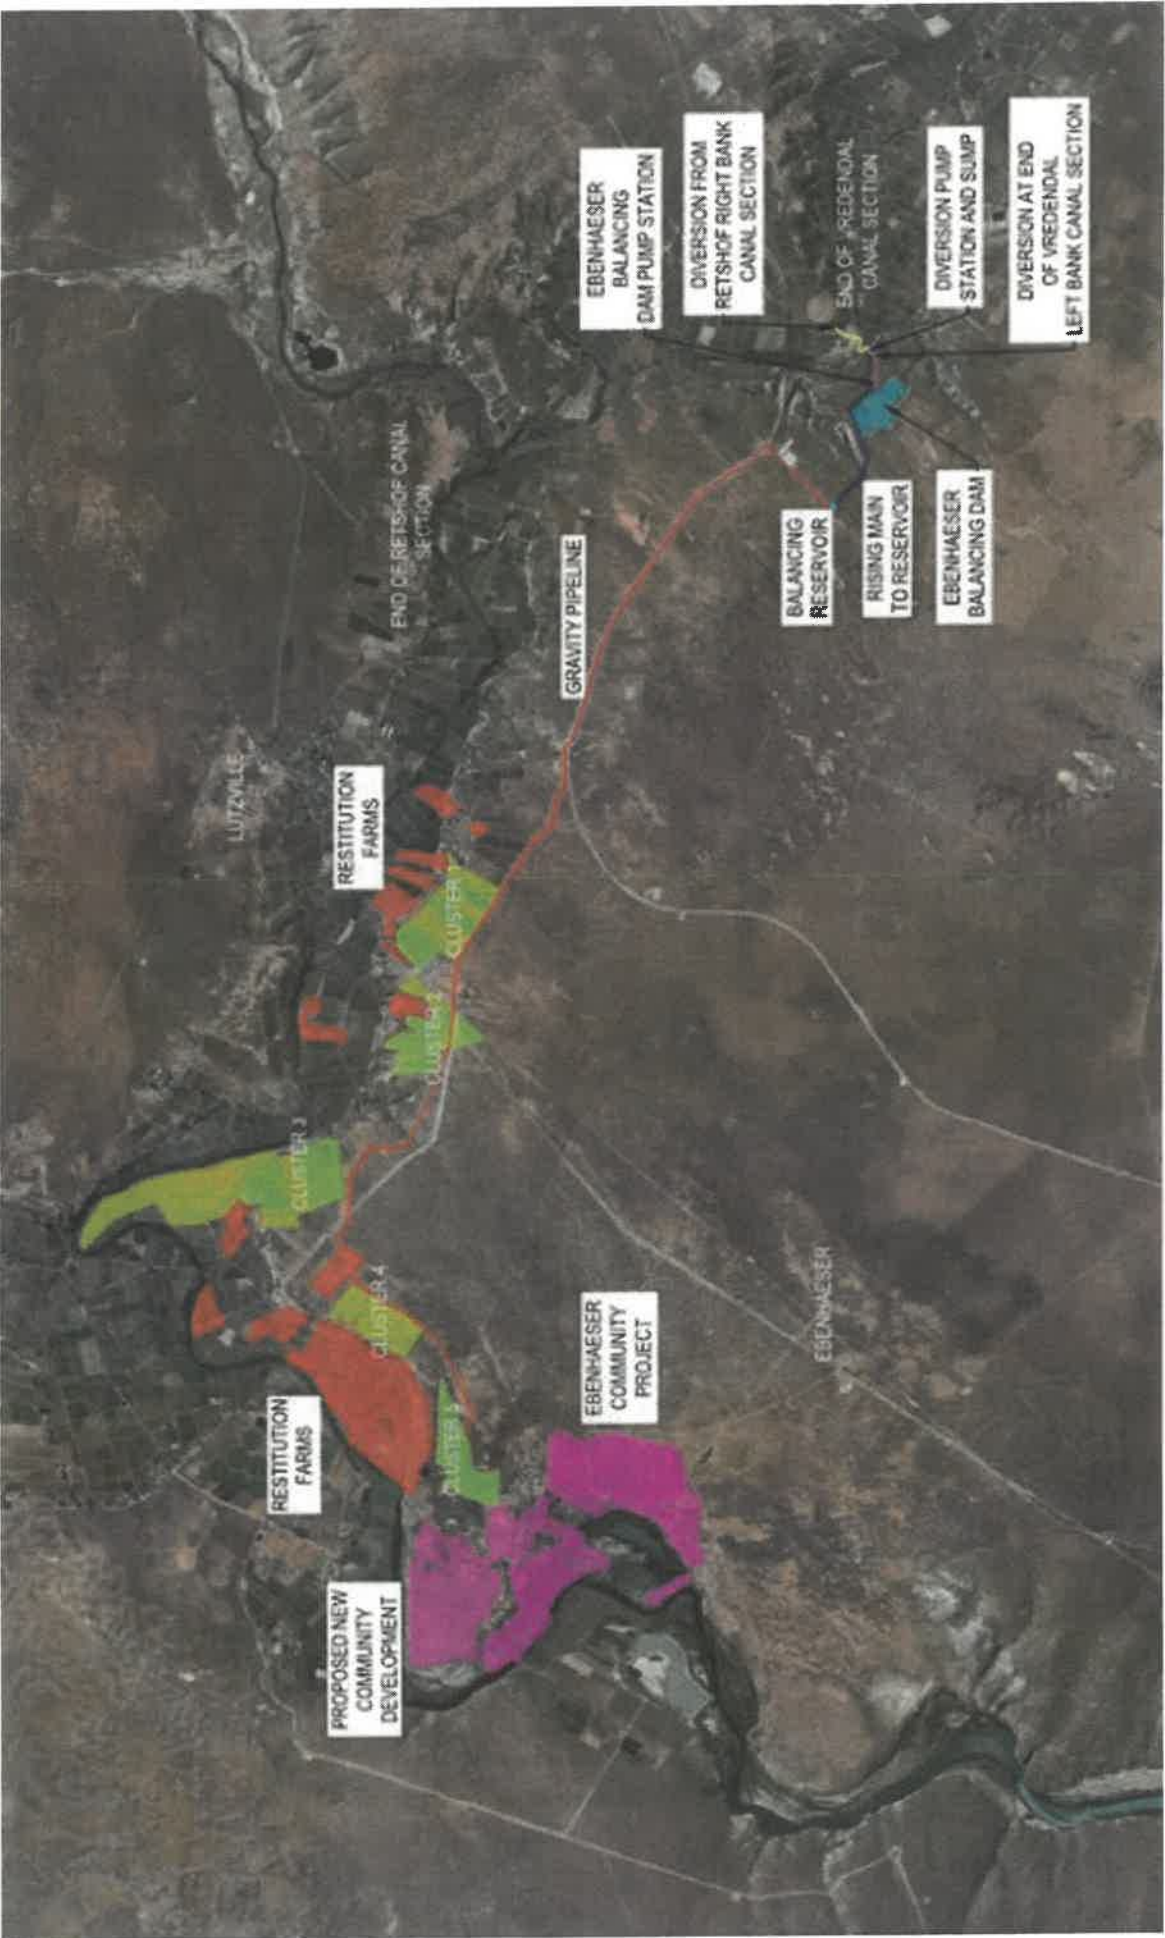 PROPOSED NEW
COMMUNITY
DEVELOPMENT
RESTITUTION
FARMS
EBENHAESER
COMMUNITY
PROJECT
EBENHAESER
CLUSTER 5
CLUSTER 4
CLUSTER 3
CLUSTER 2
CLUSTER 1
LUTZVILLE
RESTITUTION
FARMS
GRAVITY PIPELINE
END OF RETSHOF CANAL
SECTION
BALANCING
RESERVOIR
RISING MAIN
TO RESERVOIR
EBENHAESER
BALANCING DAM
EBENHAESER
BALANCING
DAM PUMP STATION
DIVERSION FROM
RETSHOF RIGHT BANK
CANAL SECTION
END OF VREDENDAL
CANAL SECTION
DIVERSION PUMP
STATION AND SUMP
DIVERSION AT END
OF VREDENDAL
LEFT BANK CANAL SECTION